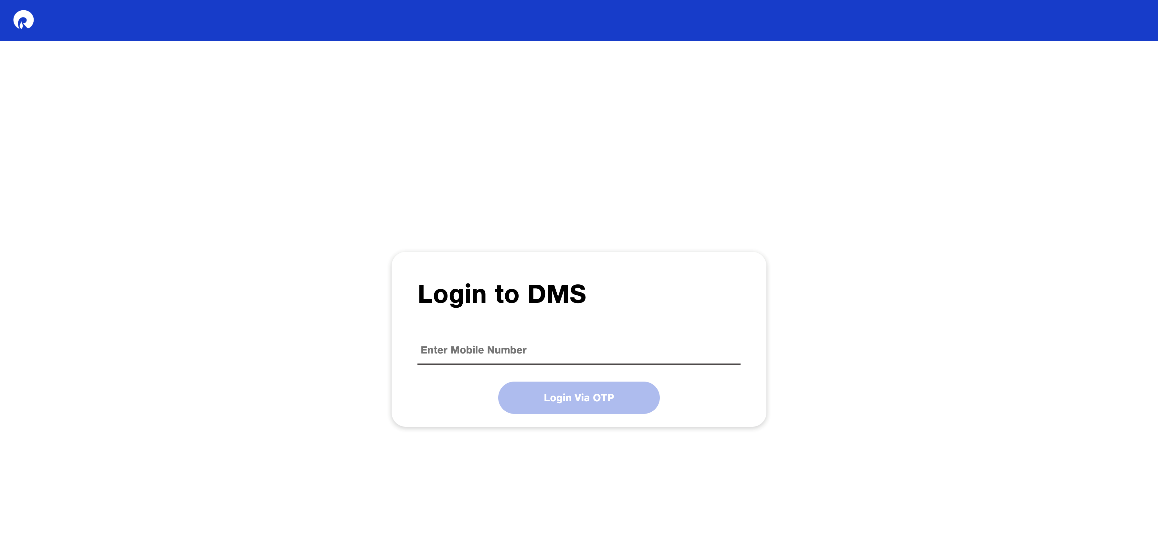 Login to DMS
Enter Mobile Number
Login Via OTP